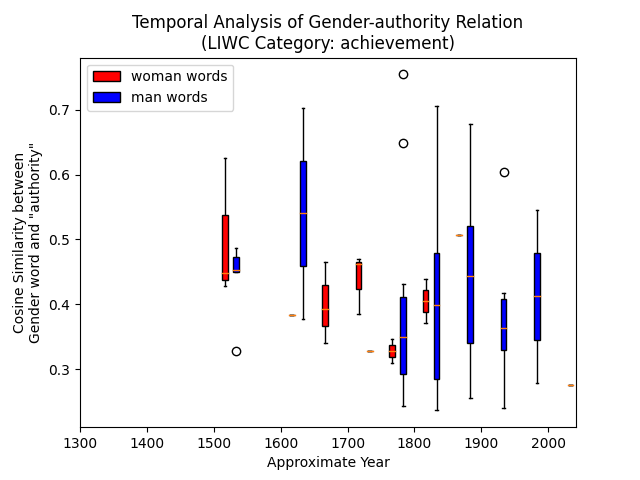 Temporal Analysis of Gender-authority Relation
(LIWC Category: achievement)
woman words
man words
Cosine Similarity between
Gender word and "authority"
0.7
0.6
0.5
0.4
0.3
1300 1400 1500 1600 1700 1800 1900 2000
Approximate Year